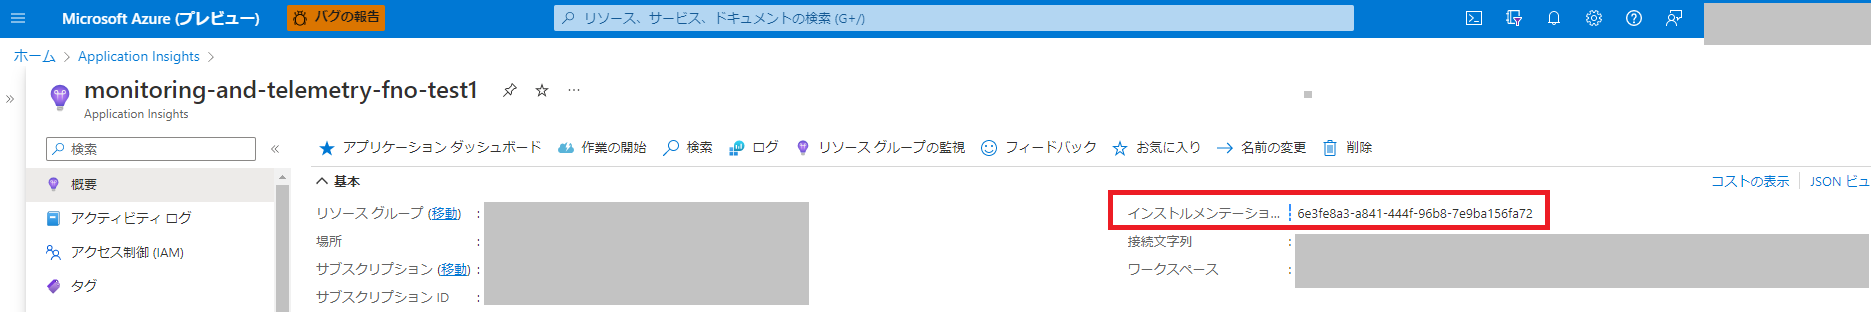 Microsoft Azure (プレビュー) バグの報告 リソース、サービス、ドキュメントの検索 (G+/)
ホーム > Application Insights >
monitoring-and-telemetry-fno-test1 ...
Application Insights
検索 « アプリケーション ダッシュボード 作業の開始 検索 ログ リソース グループの監視 フィードバック お気に入り 名前の変更 削除
概要
アクティビティ ログ
アクセス制御 (IAM)
タグ
基本 コストの表示 JSON ビュ
リソース グループ (移動) : インストルメンテーショ... : 6e3fe8a3-a841-444f-96b8-7e9ba156fa72
場所 : 接続文字列 :
サブスクリプション (移動) : ワークスペース :
サブスクリプション ID :